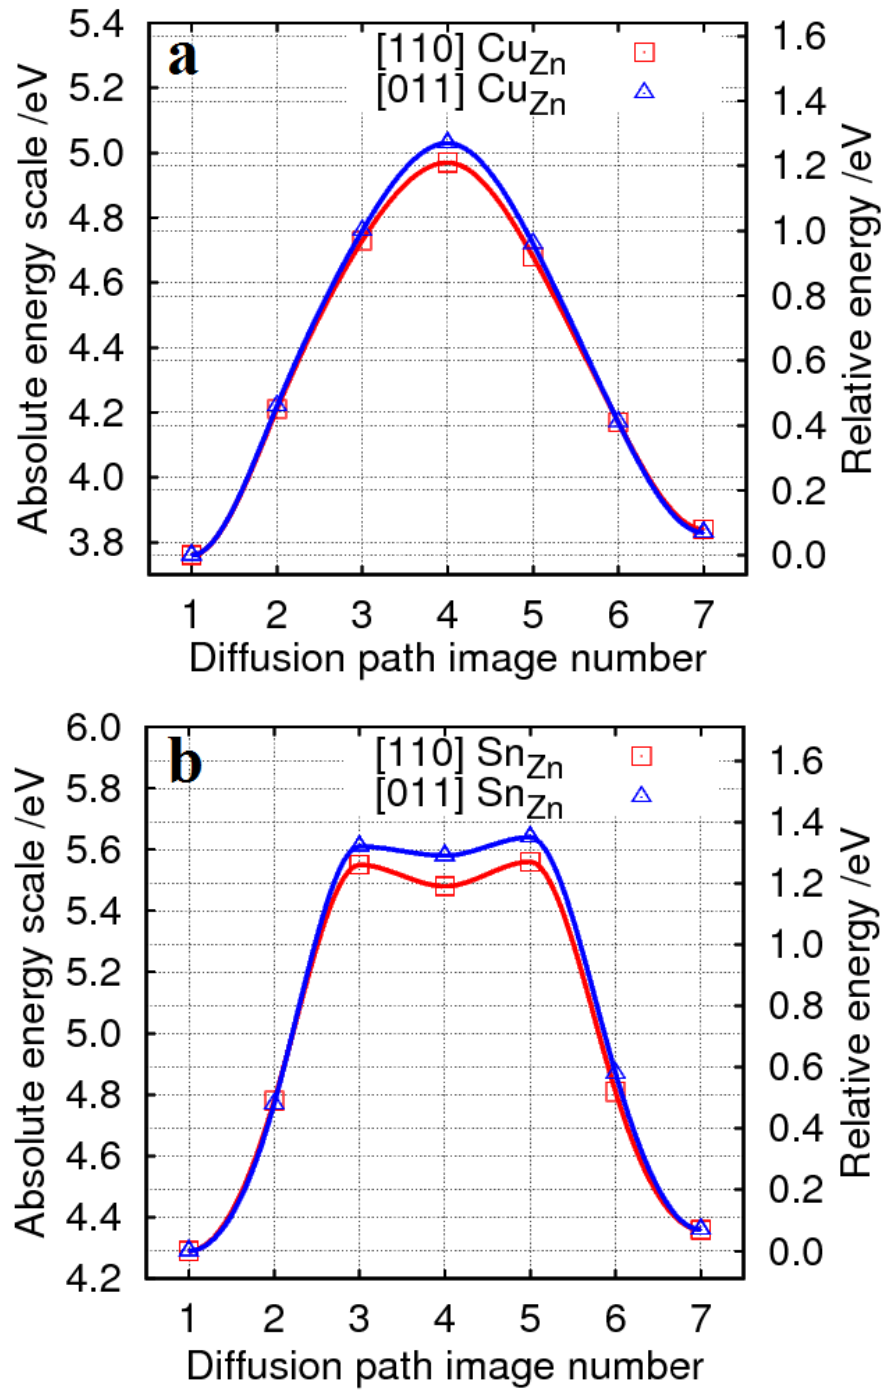 a
[110] Cu_Zn
[011] Cu_Zn
Absolute energy scale /eV
5.4
5.2
5.0
4.8
4.6
4.4
4.2
4.0
3.8
1.6
1.4
1.2
1.0
0.8
0.6
0.4
0.2
0.0
Relative energy /eV
1 2 3 4 5 6 7
Diffusion path image number
b
[110] Sn_Zn
[011] Sn_Zn
Absolute energy scale /eV
6.0
5.8
5.6
5.4
5.2
5.0
4.8
4.6
4.4
4.2
1.6
1.4
1.2
1.0
0.8
0.6
0.4
0.2
0.0
Relative energy /eV
1 2 3 4 5 6 7
Diffusion path image number